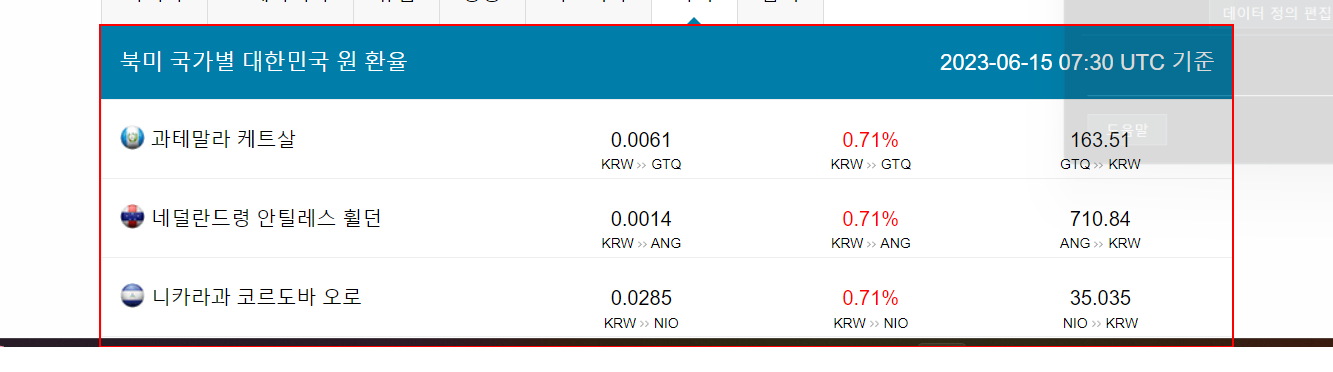 데이터 정의 편집
북미 국가별 대한민국 원 환율
2023-06-15 07:30 UTC 기준
도움말
과테말라 케트살 0.0061 0.71% 163.51
KRW ›› GTQ KRW ›› GTQ GTQ ›› KRW
네덜란드령 안틸레스 휠던 0.0014 0.71% 710.84
KRW ›› ANG KRW ›› ANG ANG ›› KRW
니카라과 코르도바 오로 0.0285 0.71% 35.035
KRW ›› NIO KRW ›› NIO NIO ›› KRW